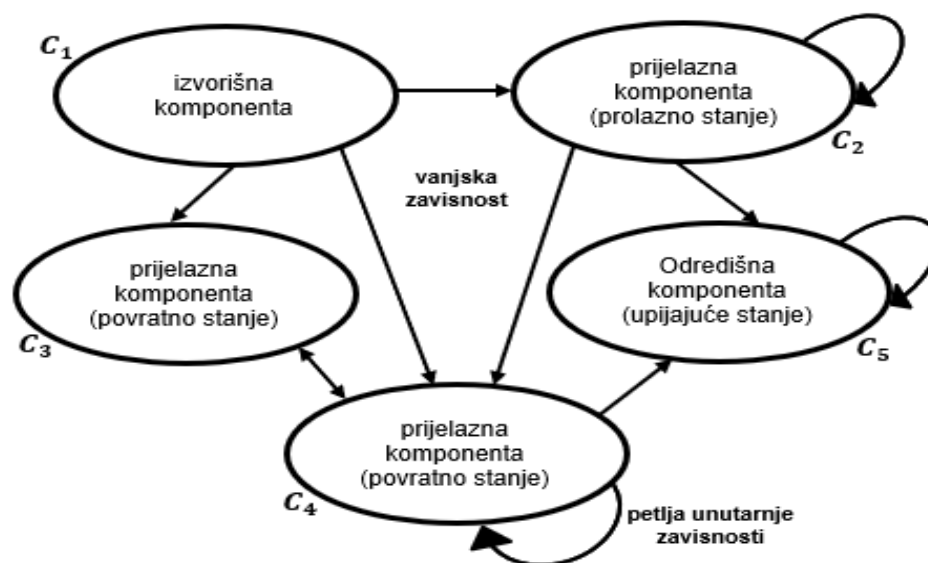 C₁
izvorišna
komponenta
prijelazna
komponenta
(prolazno stanje)
C₂
vanjska
zavisnost
prijelazna
komponenta
(povratno stanje)
C₃
Odredišna
komponenta
(upijajuće stanje)
C₅
prijelazna
komponenta
(povratno stanje)
C₄
petlja unutarnje
zavisnosti